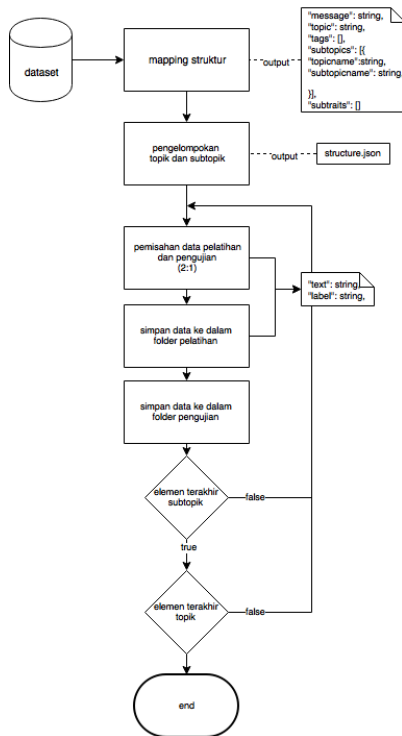 dataset
mapping struktur
output
"message": string,
"topic": string,
"tags": [],
"subtopics": [{
"topicname":string,
"subtopicname": string,
}],
"subtraits": []
pengelompokan
topik dan subtopik
output
structure.json
pemisahan data pelatihan
dan pengujian
(2:1)
"text": string,
"label": string,
simpan data ke dalam
folder pelatihan
simpan data ke dalam
folder pengujian
elemen terakhir
subtopik
false
true
elemen terakhir
topik
false
end